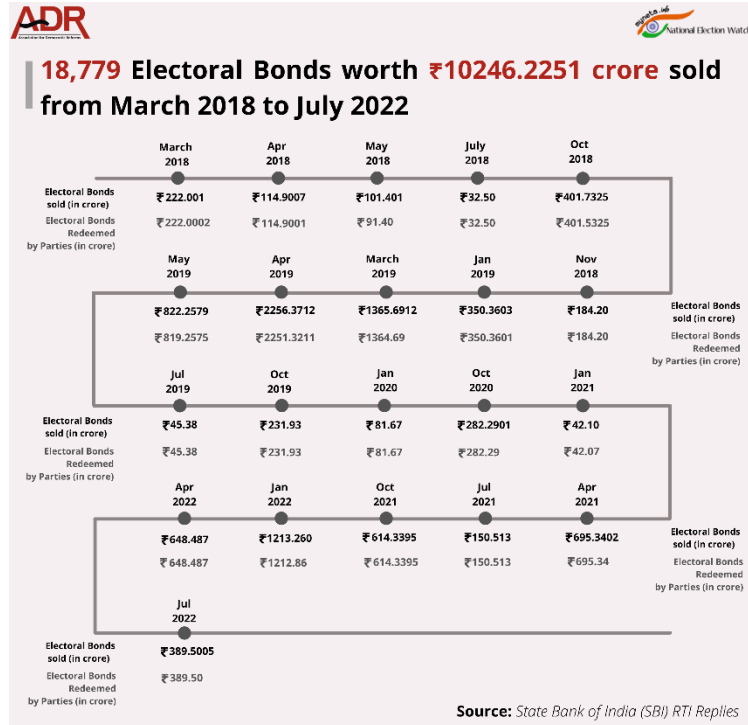 ADR
Association for Democratic Reforms
myneta.info
National Election Watch
18,779 Electoral Bonds worth ₹10246.2251 crore sold
from March 2018 to July 2022
March Apr May July Oct
2018 2018 2018 2018 2018
Electoral Bonds
sold (in crore)
₹222.001 ₹114.9007 ₹101.401 ₹32.50 ₹401.7325
Electoral Bonds
Redeemed
by Parties (in crore)
₹222.0002 ₹114.9001 ₹91.40 ₹32.50 ₹401.5325
May Apr March Jan Nov
2019 2019 2019 2019 2018
₹822.2579 ₹2256.3712 ₹1365.6912 ₹350.3603 ₹184.20
Electoral Bonds
sold (in crore)
₹819.2575 ₹2251.3211 ₹1364.69 ₹350.3601 ₹184.20
Electoral Bonds
Redeemed
by Parties (in crore)
Jul Oct Jan Oct Jan
2019 2019 2020 2020 2021
Electoral Bonds
sold (in crore)
₹45.38 ₹231.93 ₹81.67 ₹282.2901 ₹42.10
Electoral Bonds
Redeemed
by Parties (in crore)
₹45.38 ₹231.93 ₹81.67 ₹282.29 ₹42.07
Apr Jan Oct Jul Apr
2022 2022 2021 2021 2021
₹648.487 ₹1213.260 ₹614.3395 ₹150.513 ₹695.3402
Electoral Bonds
sold (in crore)
₹648.487 ₹1212.86 ₹614.3395 ₹150.513 ₹695.34
Electoral Bonds
Redeemed
by Parties (in crore)
Jul
2022
Electoral Bonds
sold (in crore)
₹389.5005
Electoral Bonds
Redeemed
by Parties (in crore)
₹389.50
Source: State Bank of India (SBI) RTI Replies